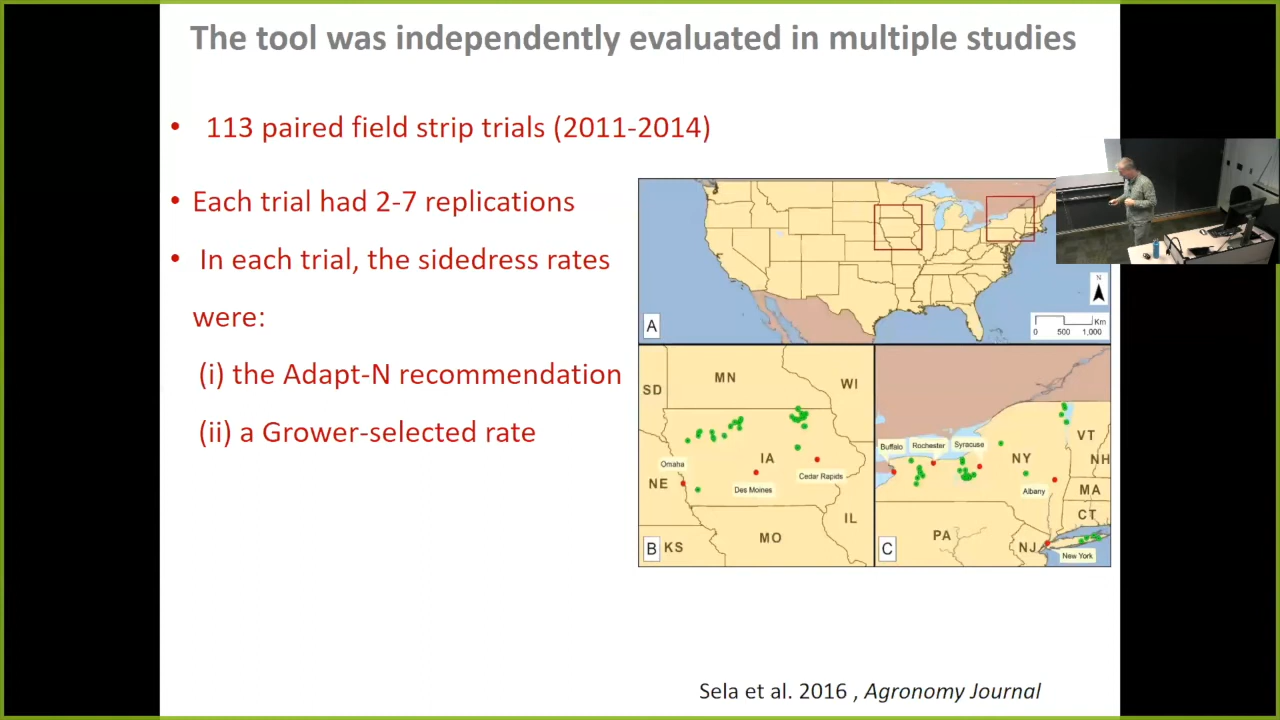 The tool was independently evaluated in multiple studies
• 113 paired field strip trials (2011-2014)
• Each trial had 2-7 replications
• In each trial, the sidedress rates
were:
(i) the Adapt-N recommendation
(ii) a Grower-selected rate
A
N
Km
0 500 1,000
SD
MN
WI
IA
Omaha
NE
Des Moines
Cedar Rapids
IL
MO
KS
B
Buffalo
Rochester
Syracuse
NY
VT
NH
Albany
MA
CT
PA
NJ
New York
C
Sela et al. 2016 , Agronomy Journal